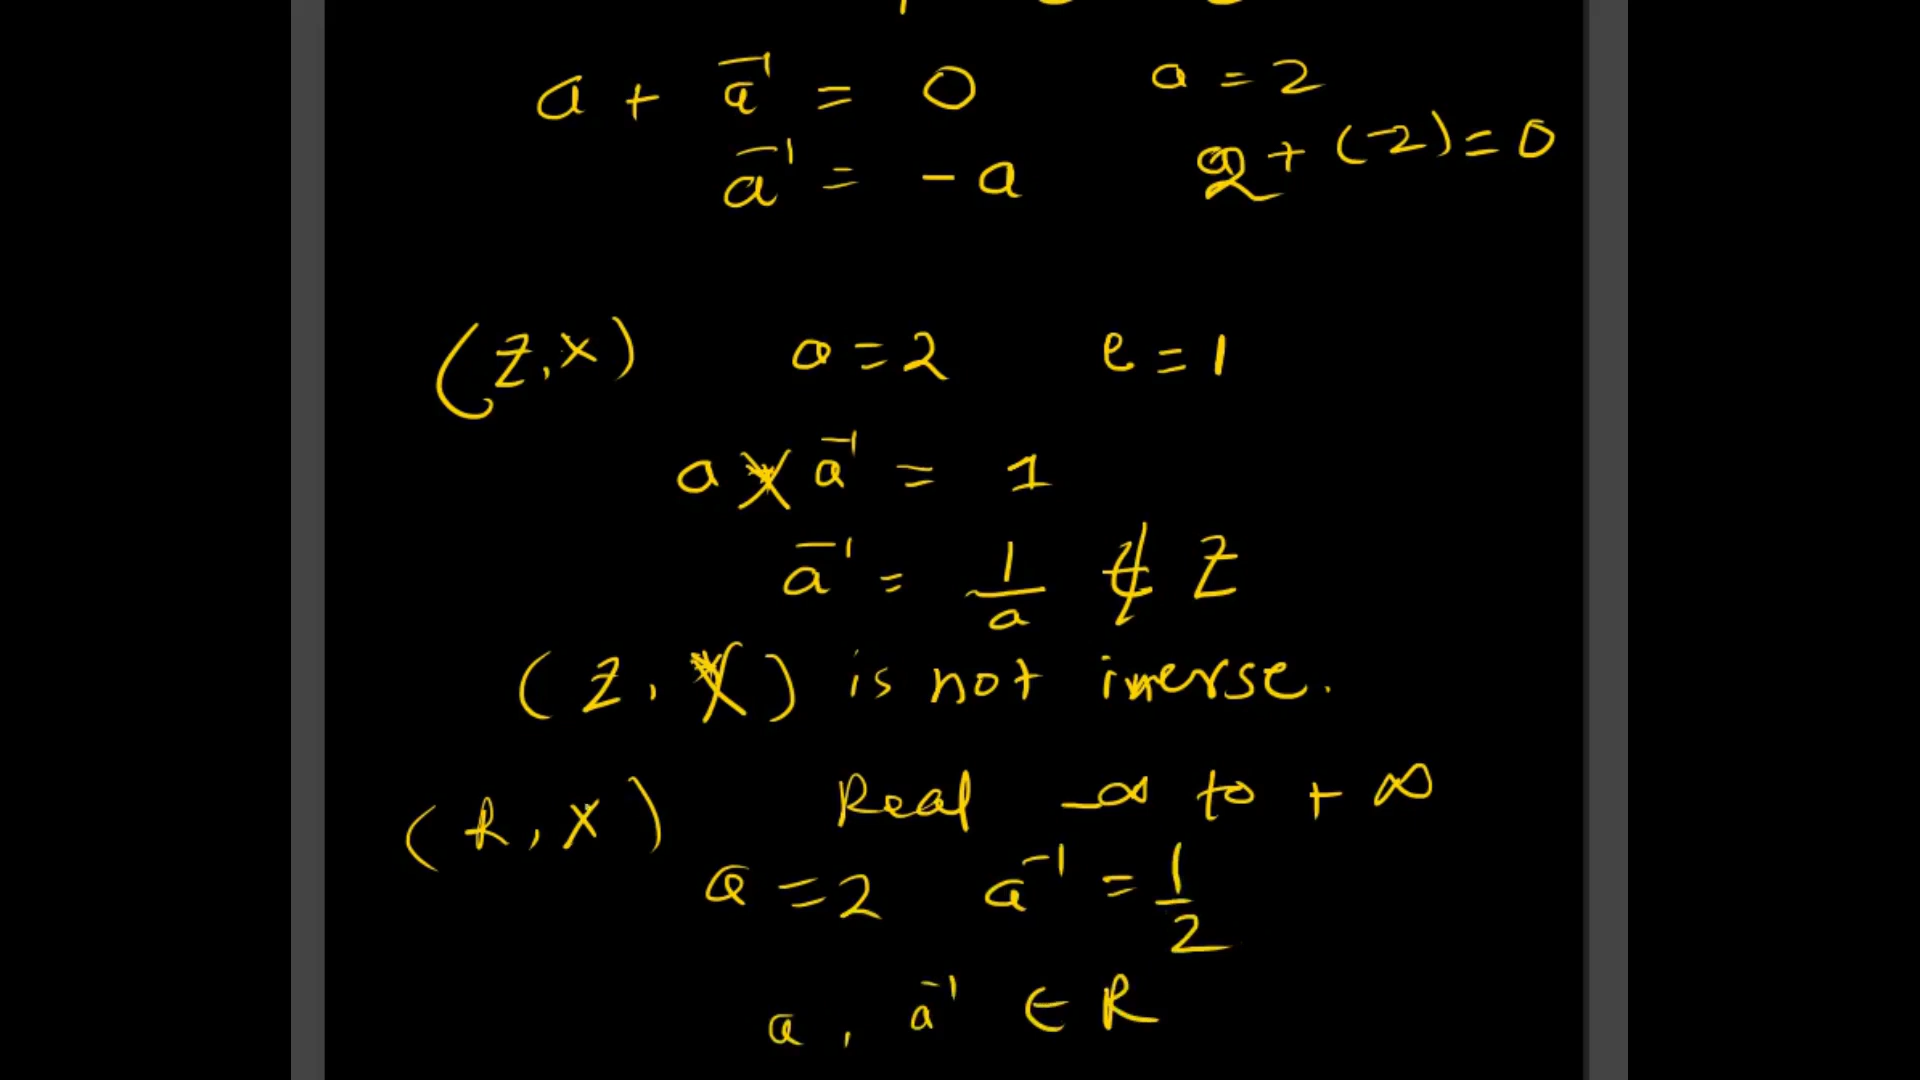 a + a⁻¹ = 0 a = 2
a⁻¹ = - a 2 + (-2) = 0
(Z, X) a = 2 e = 1
a X a⁻¹ = 1
a⁻¹ = 1/a ∉ Z
(Z, X) is not inverse.
(R, X) Real -∞ to + ∞
a = 2 a⁻¹ = 1/2
a, a⁻¹ ∈ R